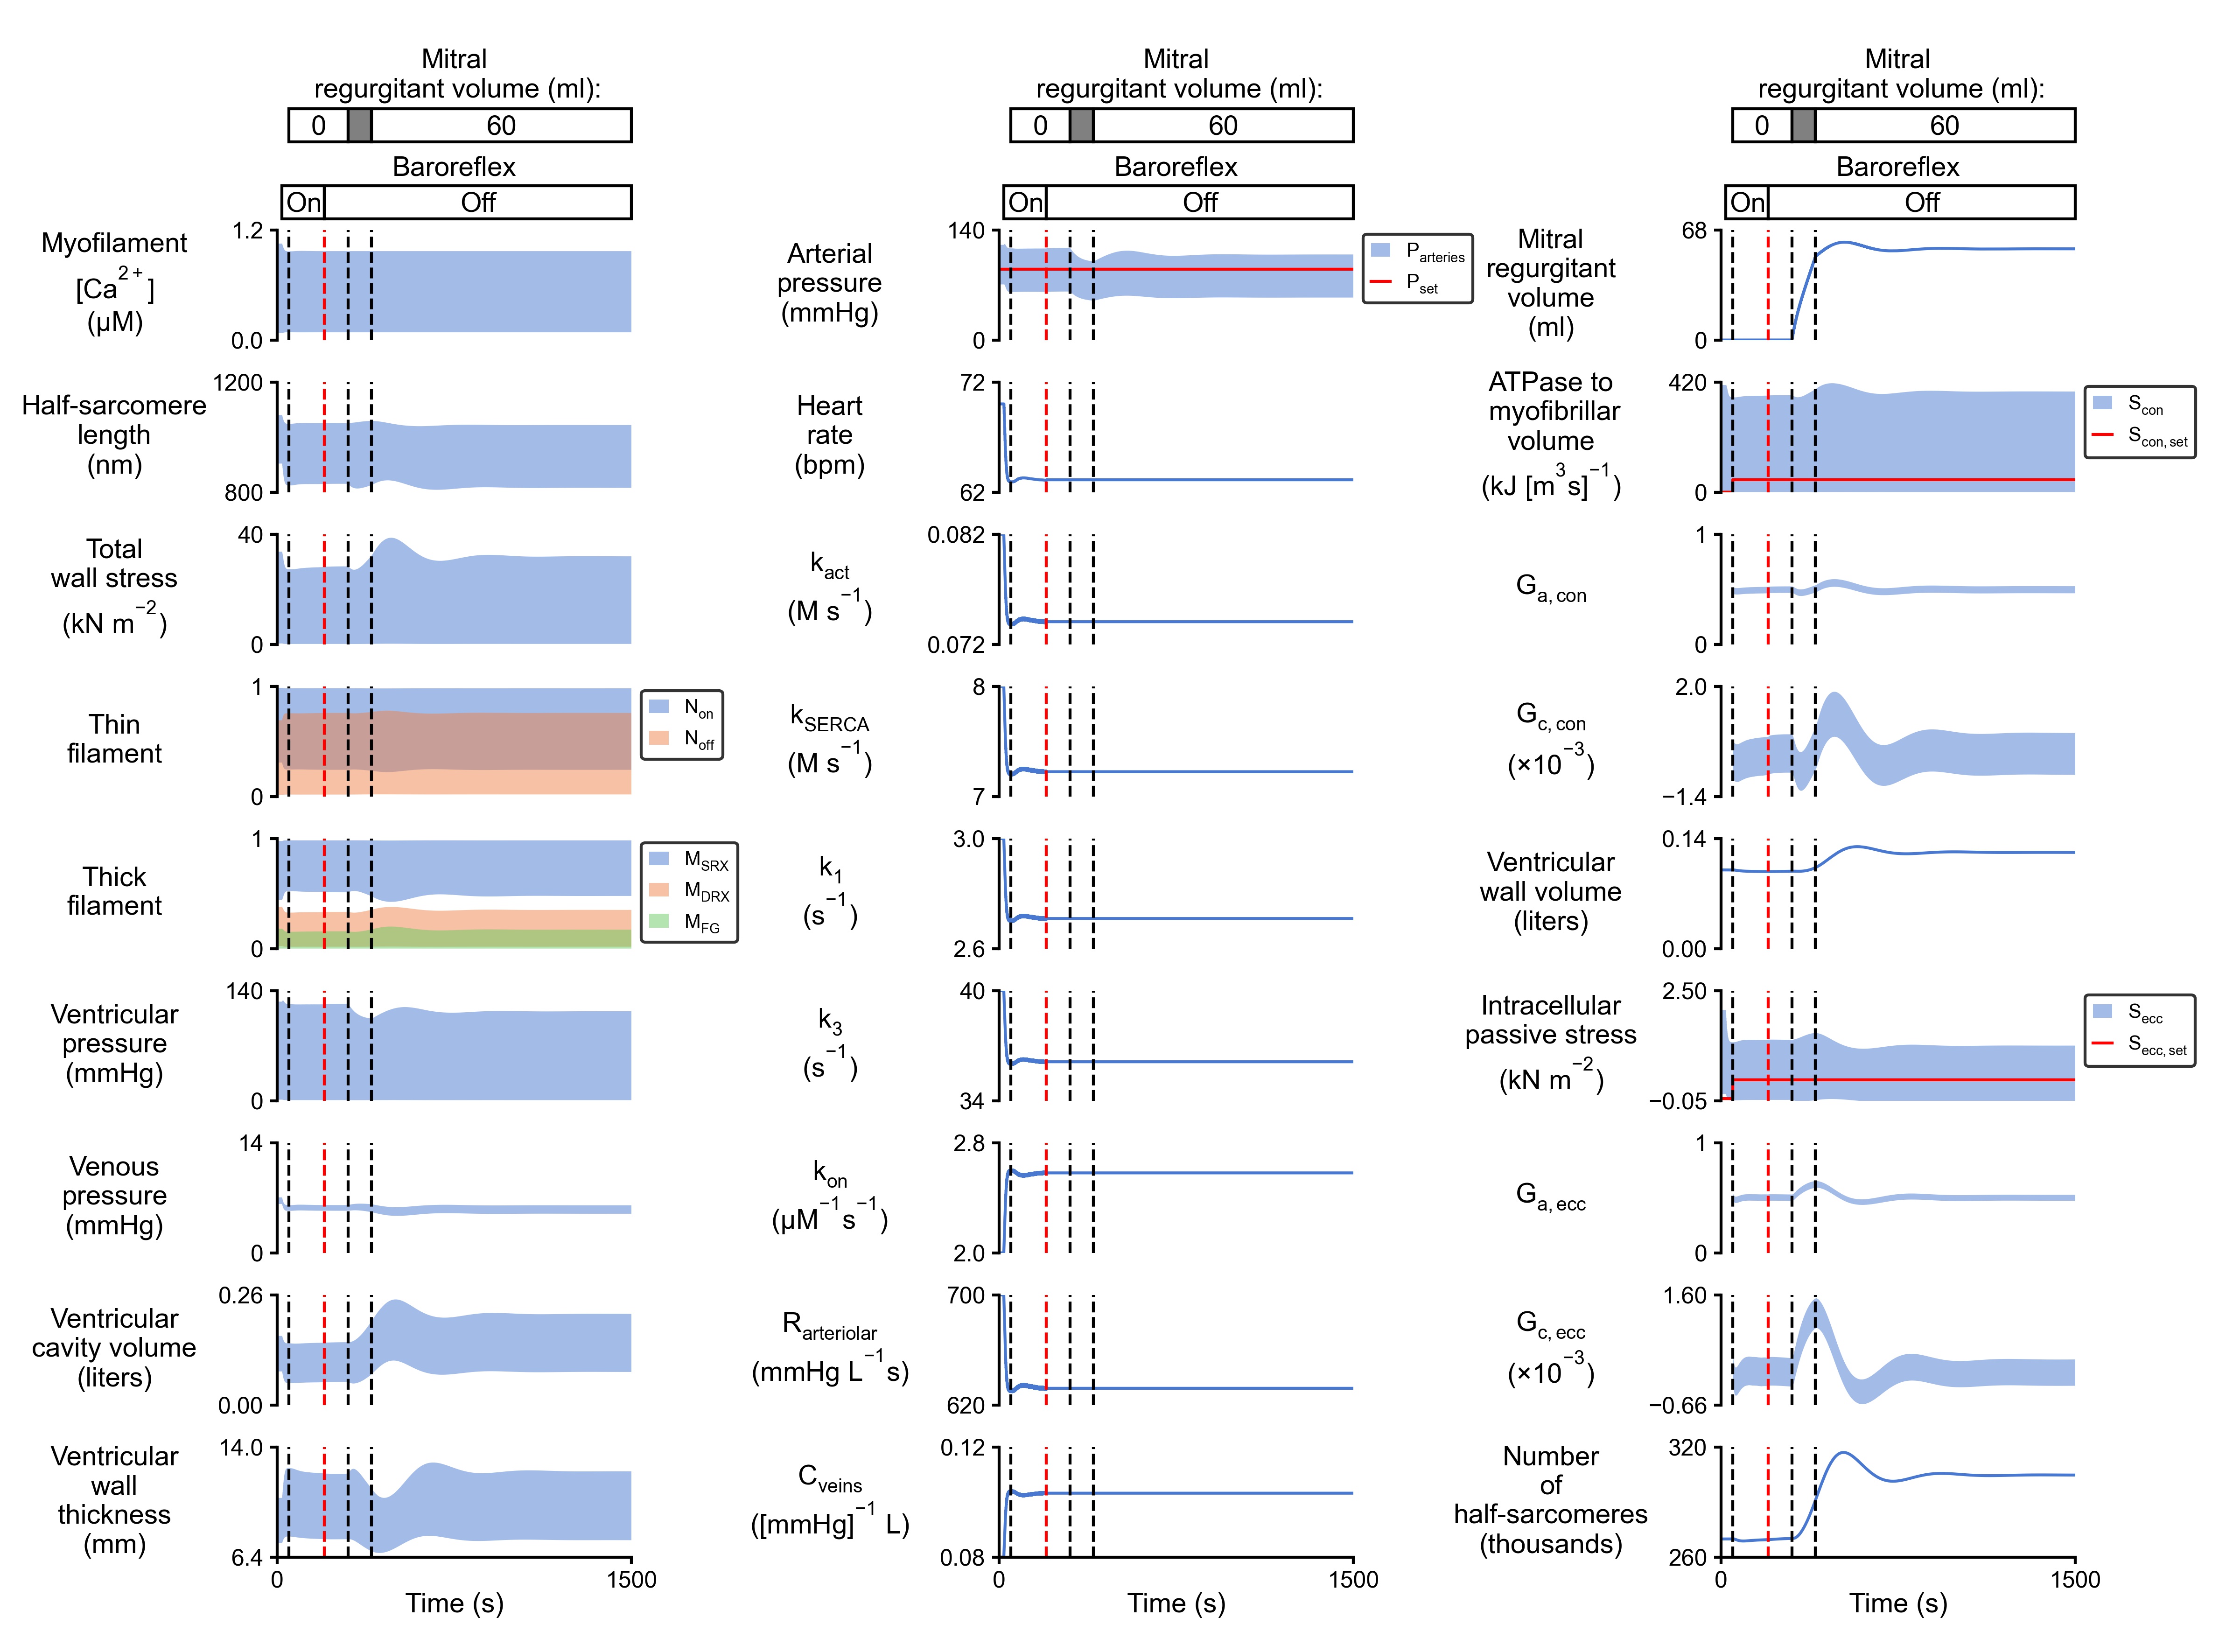 Mitral
regurgitant volume (ml):
0 60
Baroreflex
On Off
Myofilament
[Ca2+]
(µM)
1.2
0.0
Half-sarcomere
length
(nm)
1200
800
Total
wall stress
(kN m−2)
40
0
Thin
filament
1
0
Non
Noff
Thick
filament
1
0
MSRX
MDRX
MFG
Ventricular
pressure
(mmHg)
140
0
Venous
pressure
(mmHg)
14
0
Ventricular
cavity volume
(liters)
0.26
0.00
Ventricular
wall
thickness
(mm)
14.0
6.4
0 1500
Time (s)
Mitral
regurgitant volume (ml):
0 60
Baroreflex
On Off
Arterial
pressure
(mmHg)
140
0
Parteries
Pset
Heart
rate
(bpm)
72
62
kact
(M s−1)
0.082
0.072
kSERCA
(M s−1)
8
7
k1
(s−1)
3.0
2.6
k3
(s−1)
40
34
kon
(µM−1s−1)
2.8
2.0
Rarteriolar
(mmHg L−1s)
700
620
Cveins
([mmHg]−1 L)
0.12
0.08
0 1500
Time (s)
Mitral
regurgitant volume (ml):
0 60
Baroreflex
On Off
Mitral
regurgitant
volume
(ml)
68
0
ATPase to
myofibrillar
volume
(kJ [m3s]−1)
420
0
Scon
Scon, set
Ga, con
1
0
Gc, con
(×10−3)
2.0
−1.4
Ventricular
wall volume
(liters)
0.14
0.00
Intracellular
passive stress
(kN m−2)
2.50
−0.05
Secc
Secc, set
Ga, ecc
1
0
Gc, ecc
(×10−3)
1.60
−0.66
Number
of
half-sarcomeres
(thousands)
320
260
0 1500
Time (s)